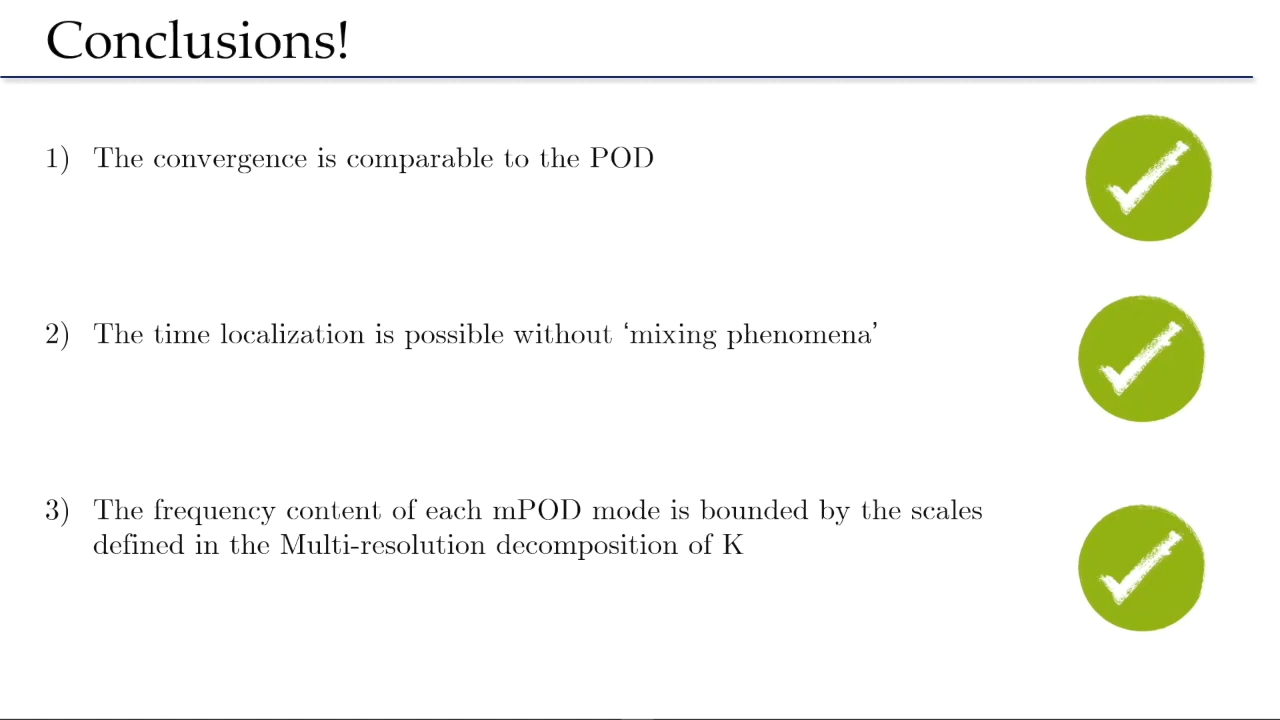 Conclusions!
1) The convergence is comparable to the POD
2) The time localization is possible without ‘mixing phenomena’
3) The frequency content of each mPOD mode is bounded by the scales
defined in the Multi-resolution decomposition of K